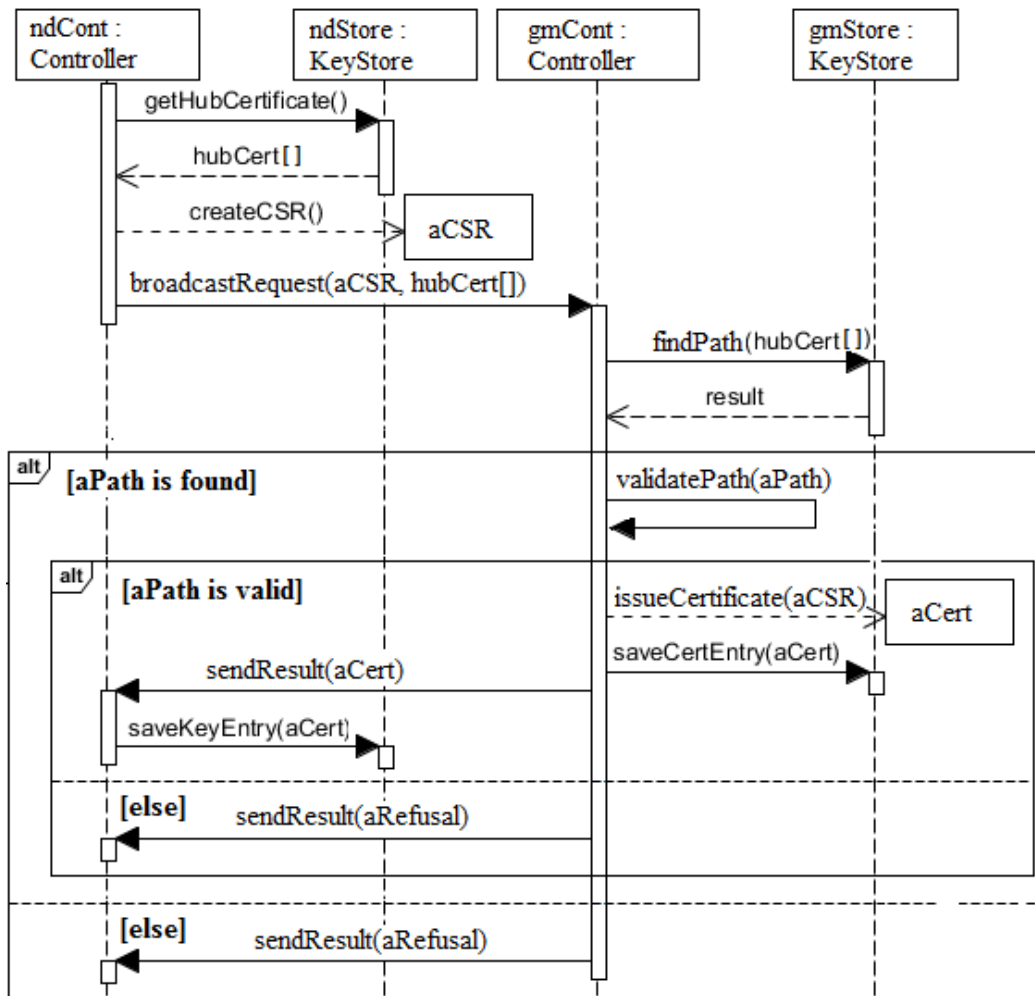 ndCont :
Controller
ndStore :
KeyStore
gmCont :
Controller
gmStore :
KeyStore
getHubCertificate()
hubCert[]
createCSR()
aCSR
broadcastRequest(aCSR, hubCert[])
findPath(hubCert[])
result
alt
[aPath is found]
validatePath(aPath)
alt
[aPath is valid]
issueCertificate(aCSR)
aCert
saveCertEntry(aCert)
sendResult(aCert)
saveKeyEntry(aCert)
[else]
sendResult(aRefusal)
[else]
sendResult(aRefusal)